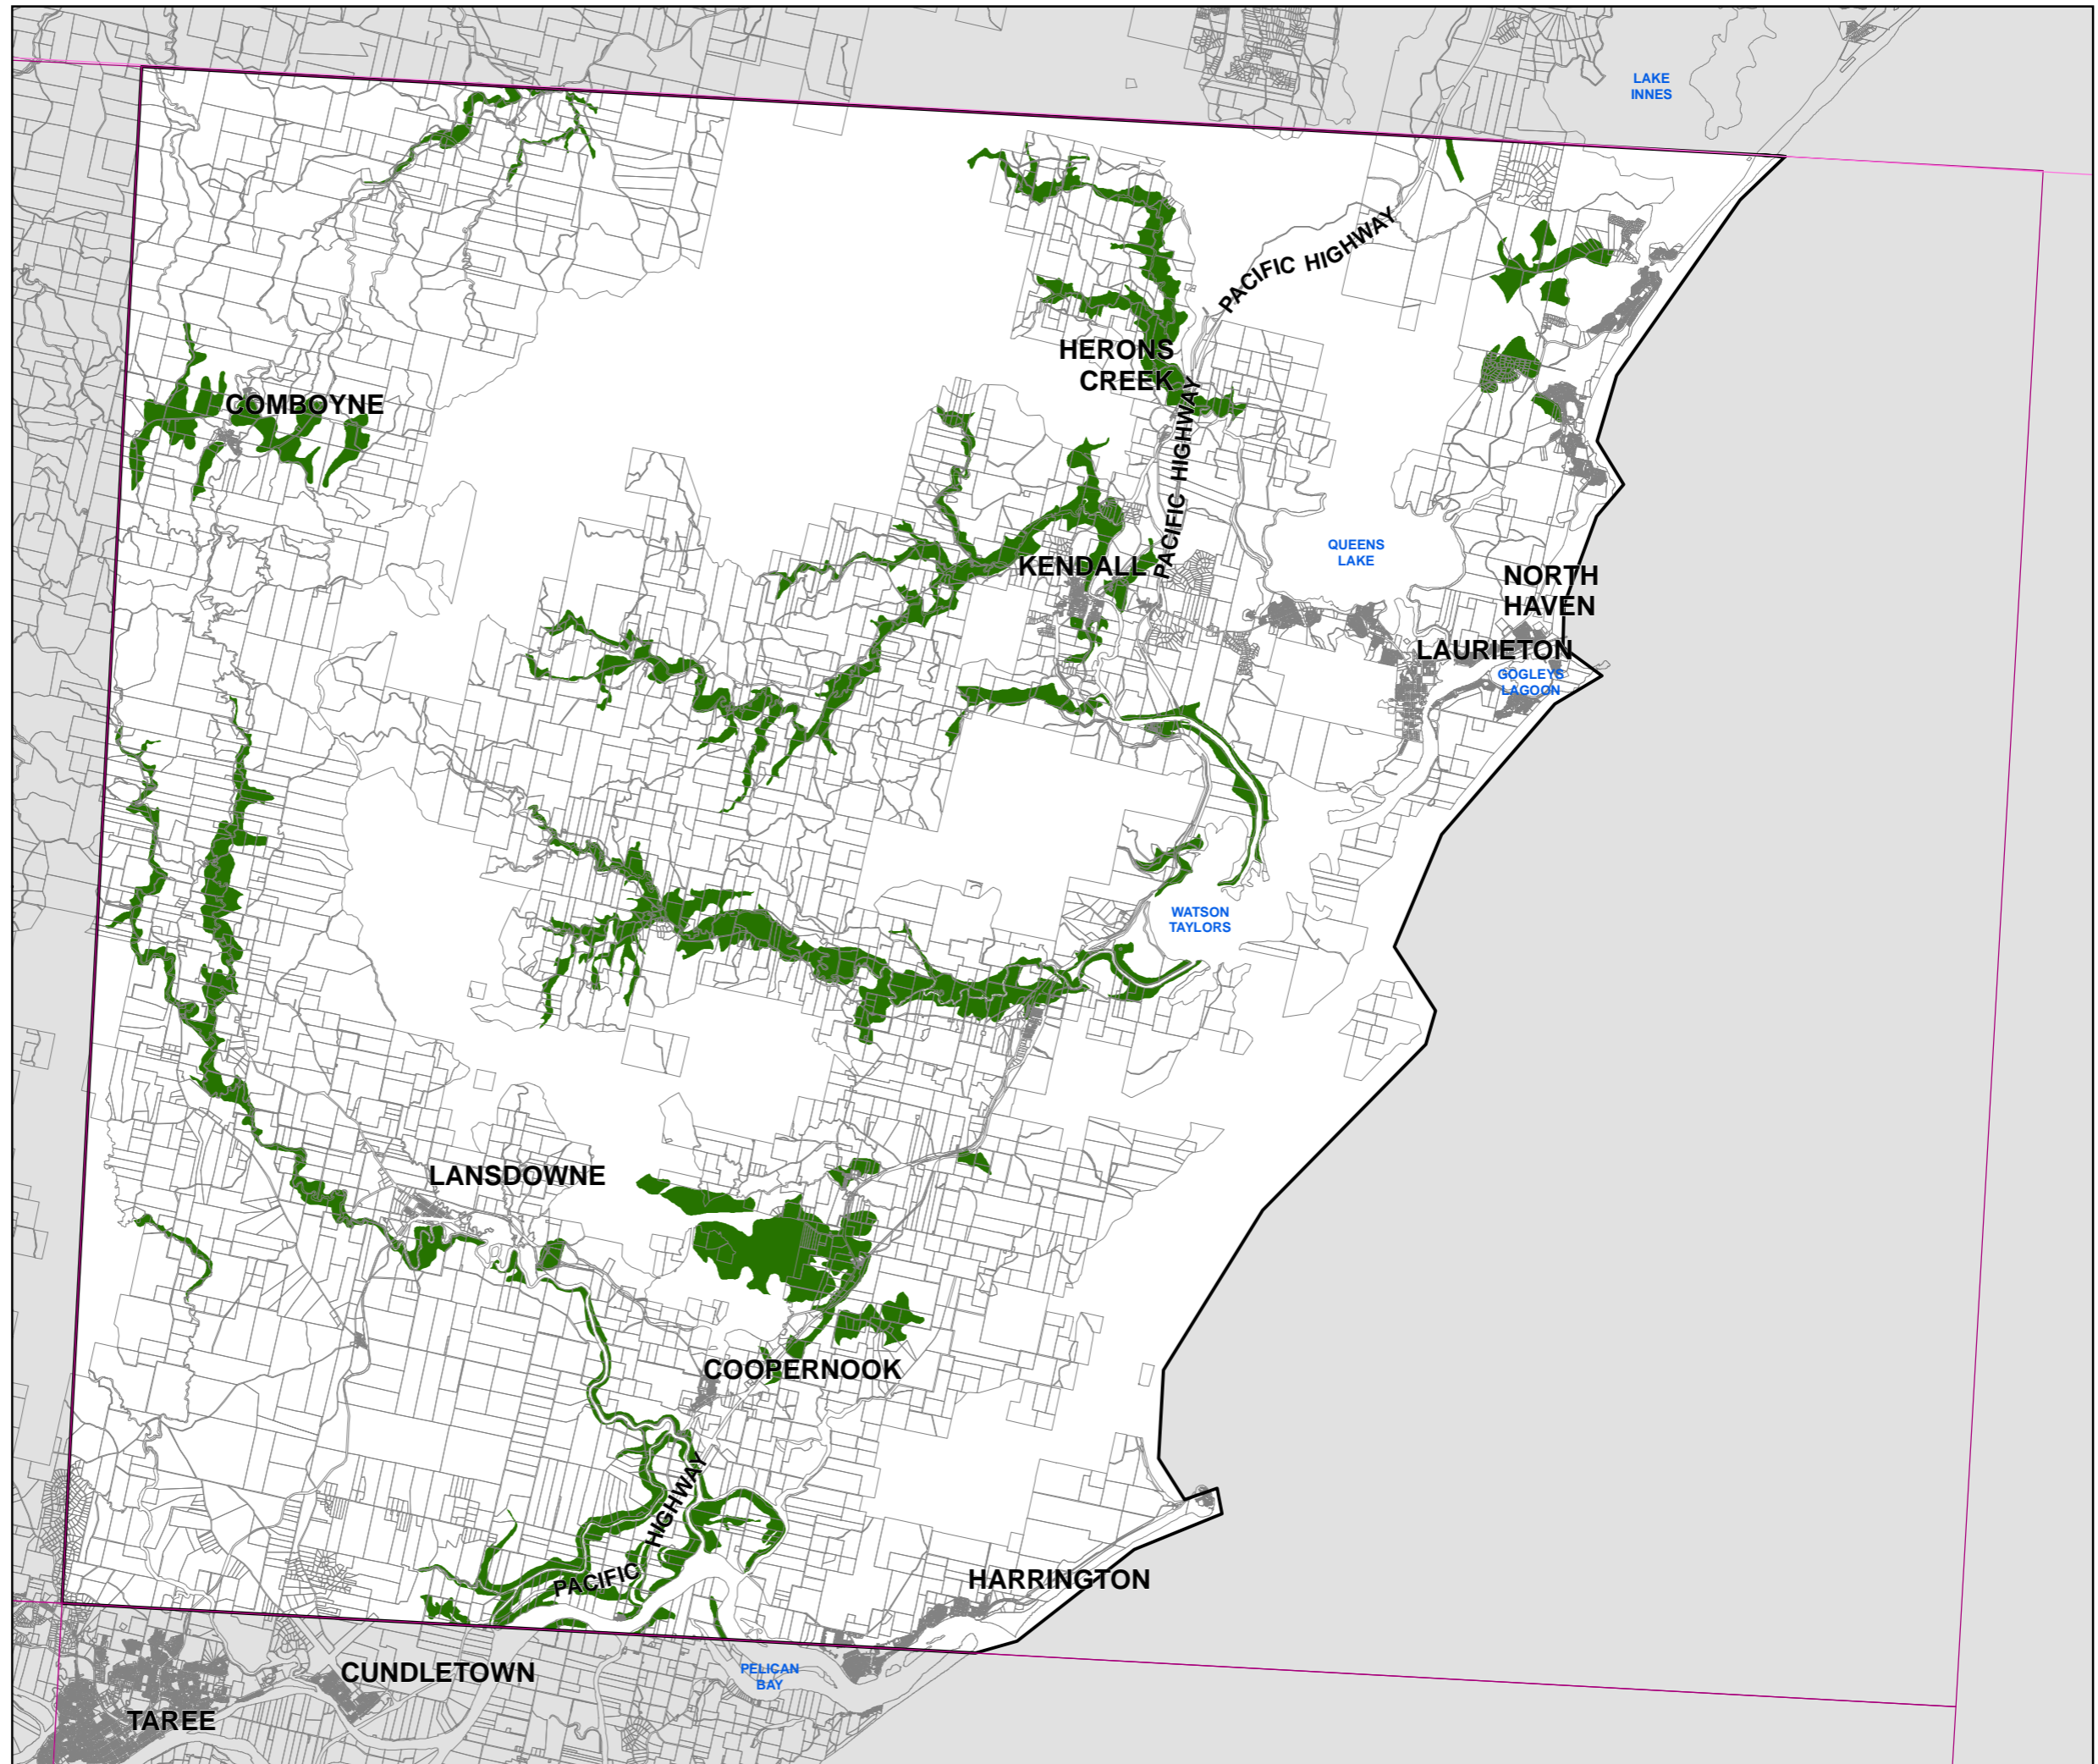 LAKE
INNES
PACIFIC HIGHWAY
HERONS
CREEK
COMBOYNE
PACIFIC HIGHWAY
QUEENS
LAKE
KENDALL
NORTH
HAVEN
LAURIETON
GOGLEYS
LAGOON
WATSON
TAYLORS
LANSDOWNE
COOPERNOOK
PACIFIC HIGHWAY
HARRINGTON
CUNDLETOWN
PELICAN
BAY
TAREE